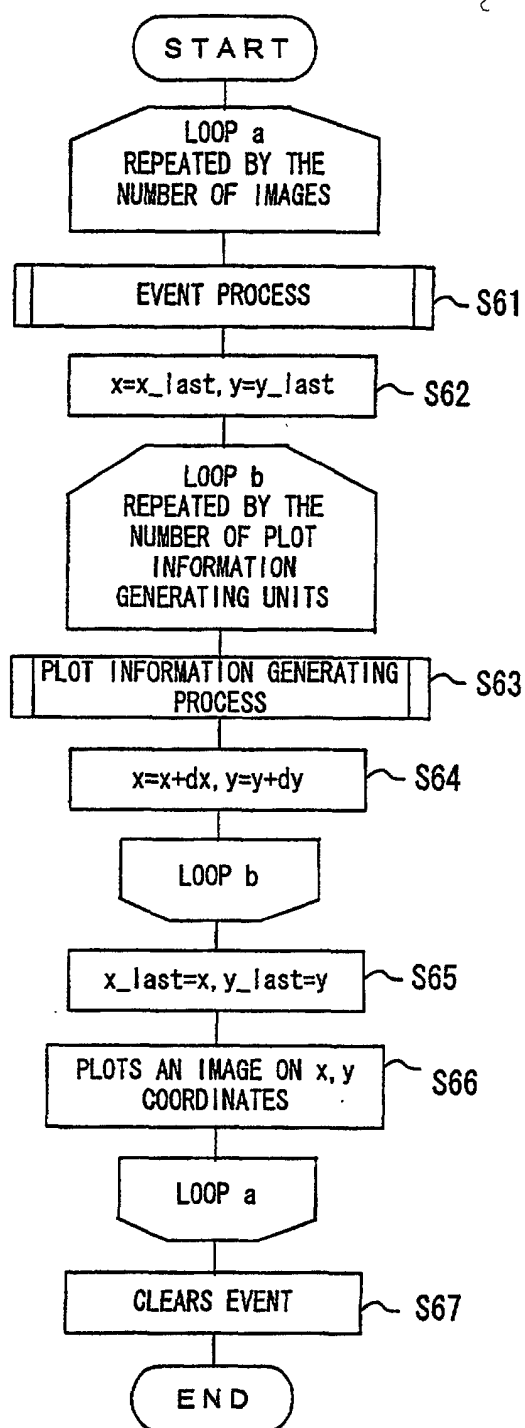 START
LOOP a
REPEATED BY THE
NUMBER OF IMAGES
EVENT PROCESS
S61
x=x_last, y=y_last
S62
LOOP b
REPEATED BY THE
NUMBER OF PLOT
INFORMATION
GENERATING UNITS
PLOT INFORMATION GENERATING
PROCESS
S63
x=x+dx, y=y+dy
S64
LOOP b
x_last=x, y_last=y
S65
PLOTS AN IMAGE ON x, y
COORDINATES
S66
LOOP a
CLEARS EVENT
S67
END